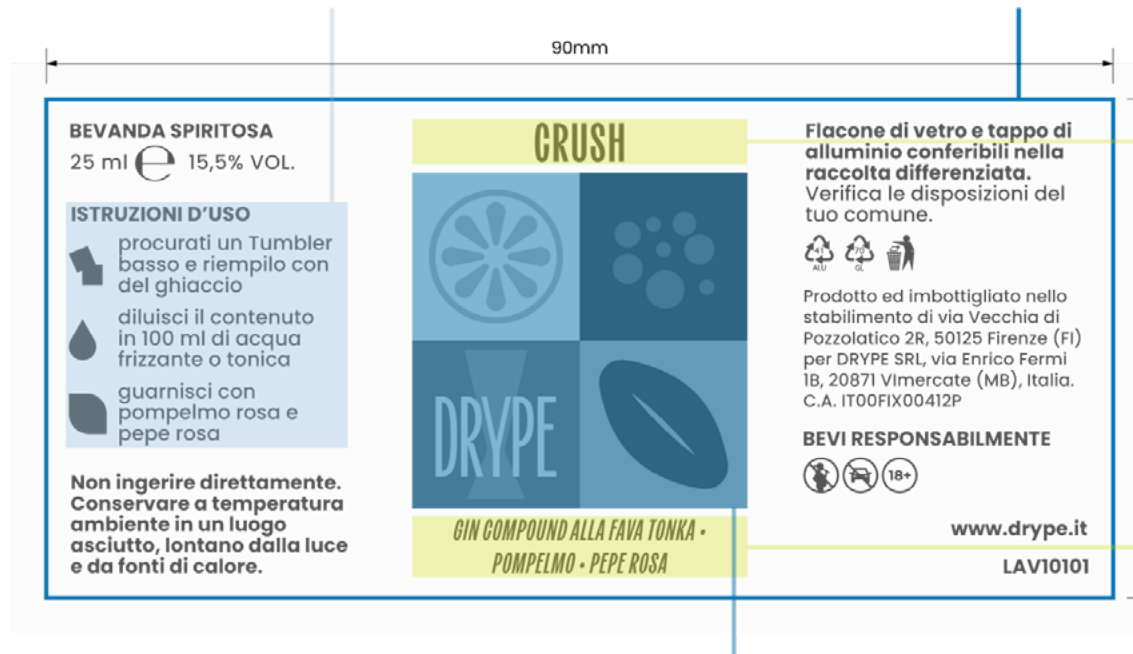 90mm
BEVANDA SPIRITOSA
25 ml e 15,5% VOL.
ISTRUZIONI D’USO
procurati un Tumbler
basso e riempilo con
del ghiaccio
diluisci il contenuto
in 100 ml di acqua
frizzante o tonica
guarnisci con
pompelmo rosa e
pepe rosa
Non ingerire direttamente.
Conservare a temperatura
ambiente in un luogo
asciutto, lontano dalla luce
e da fonti di calore.
CRUSH
DRYPE
GIN COMPOUND ALLA FAVA TONKA •
POMPELMO • PEPE ROSA
Flacone di vetro e tappo di
alluminio conferibili nella
raccolta differenziata.
Verifica le disposizioni del
tuo comune.
41 70
ALU GL
Prodotto ed imbottigliato nello
stabilimento di via Vecchia di
Pozzolatico 2R, 50125 Firenze (FI)
per DRYPE SRL, via Enrico Fermi
1B, 20871 VImercate (MB), Italia.
C.A. IT00FIX00412P
BEVI RESPONSABILMENTE
18+
www.drype.it
LAV10101